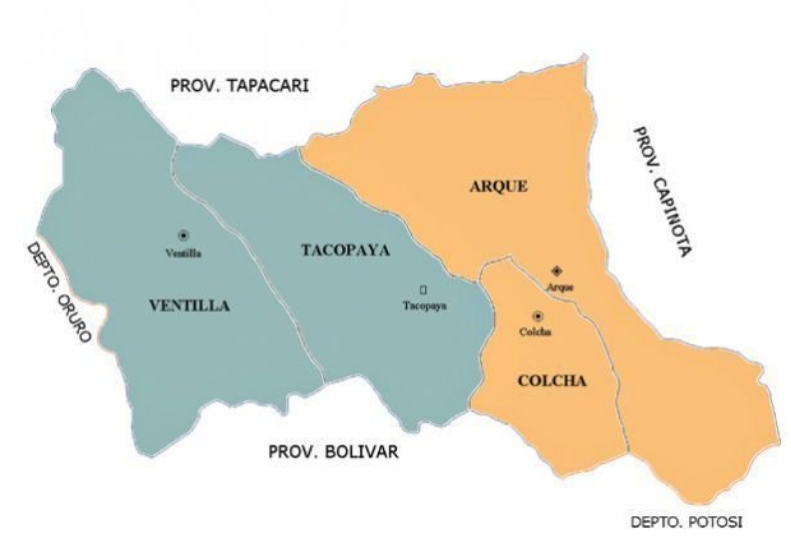 PROV. TAPACARI
ARQUE
PROV. CAPINOTA
Ventilla
TACOPAYA
DEPTO. ORURO
VENTILLA
Tacopaya
Arque
Colcha
COLCHA
PROV. BOLIVAR
DEPTO. POTOSI